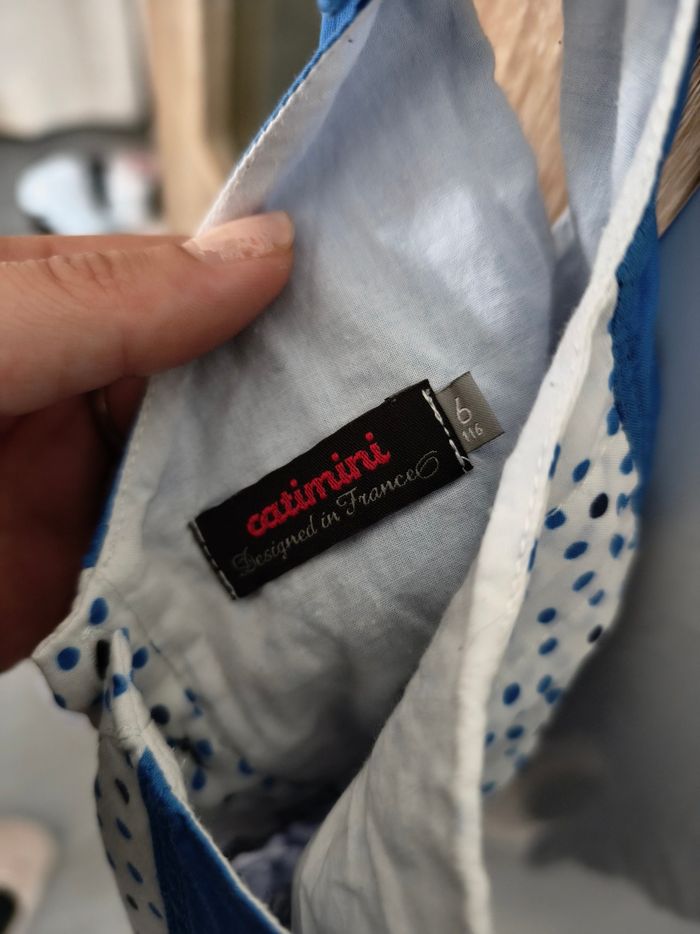 catimini
Designed in France
6
116